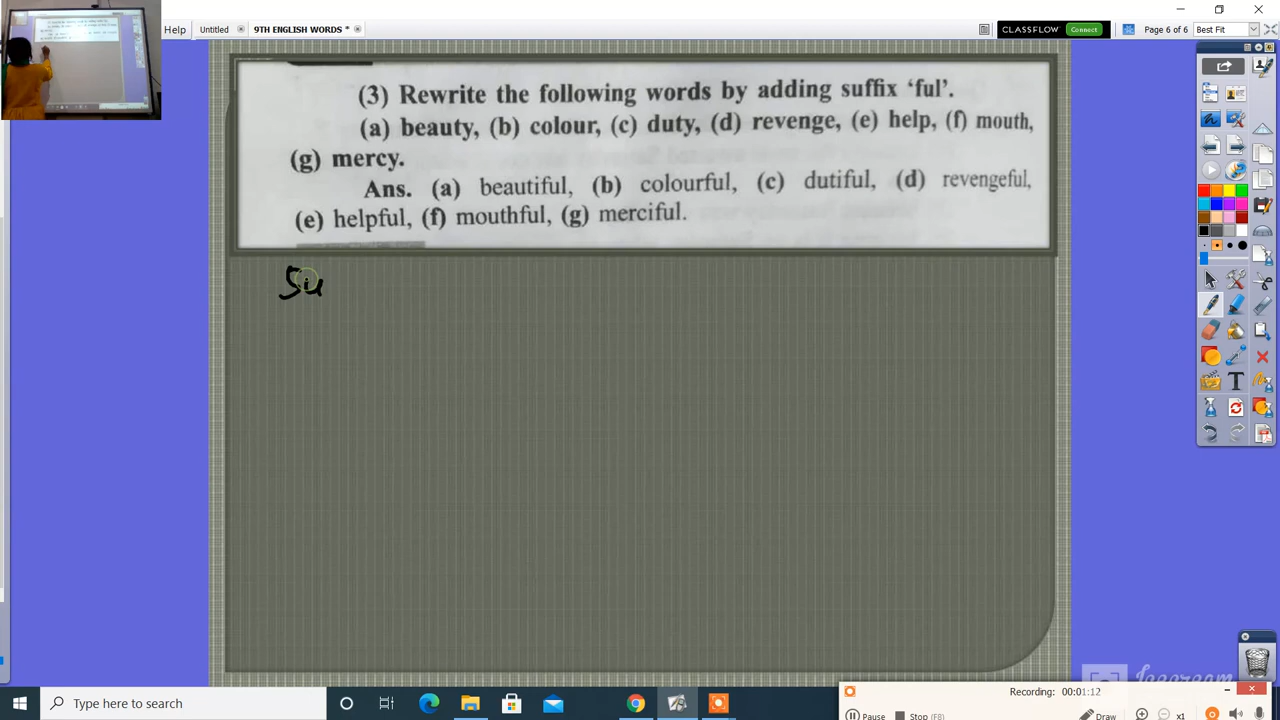 Help
Untitled
9TH ENGLISH WORDS *
CLASSFLOW
Connect
Page 6 of 6
Best Fit
(3) Rewrite the following words by adding suffix ‘ful’.
(a) beauty, (b) colour, (c) duty, (d) revenge, (e) help, (f) mouth,
(g) mercy.
Ans. (a) beautiful, (b) colourful, (c) dutiful, (d) revengeful,
(e) helpful, (f) mouthful, (g) merciful.
Su
T
Icecream
Recording: 00:01:12
Type here to search
Pause
Stop (F8)
Draw
x1